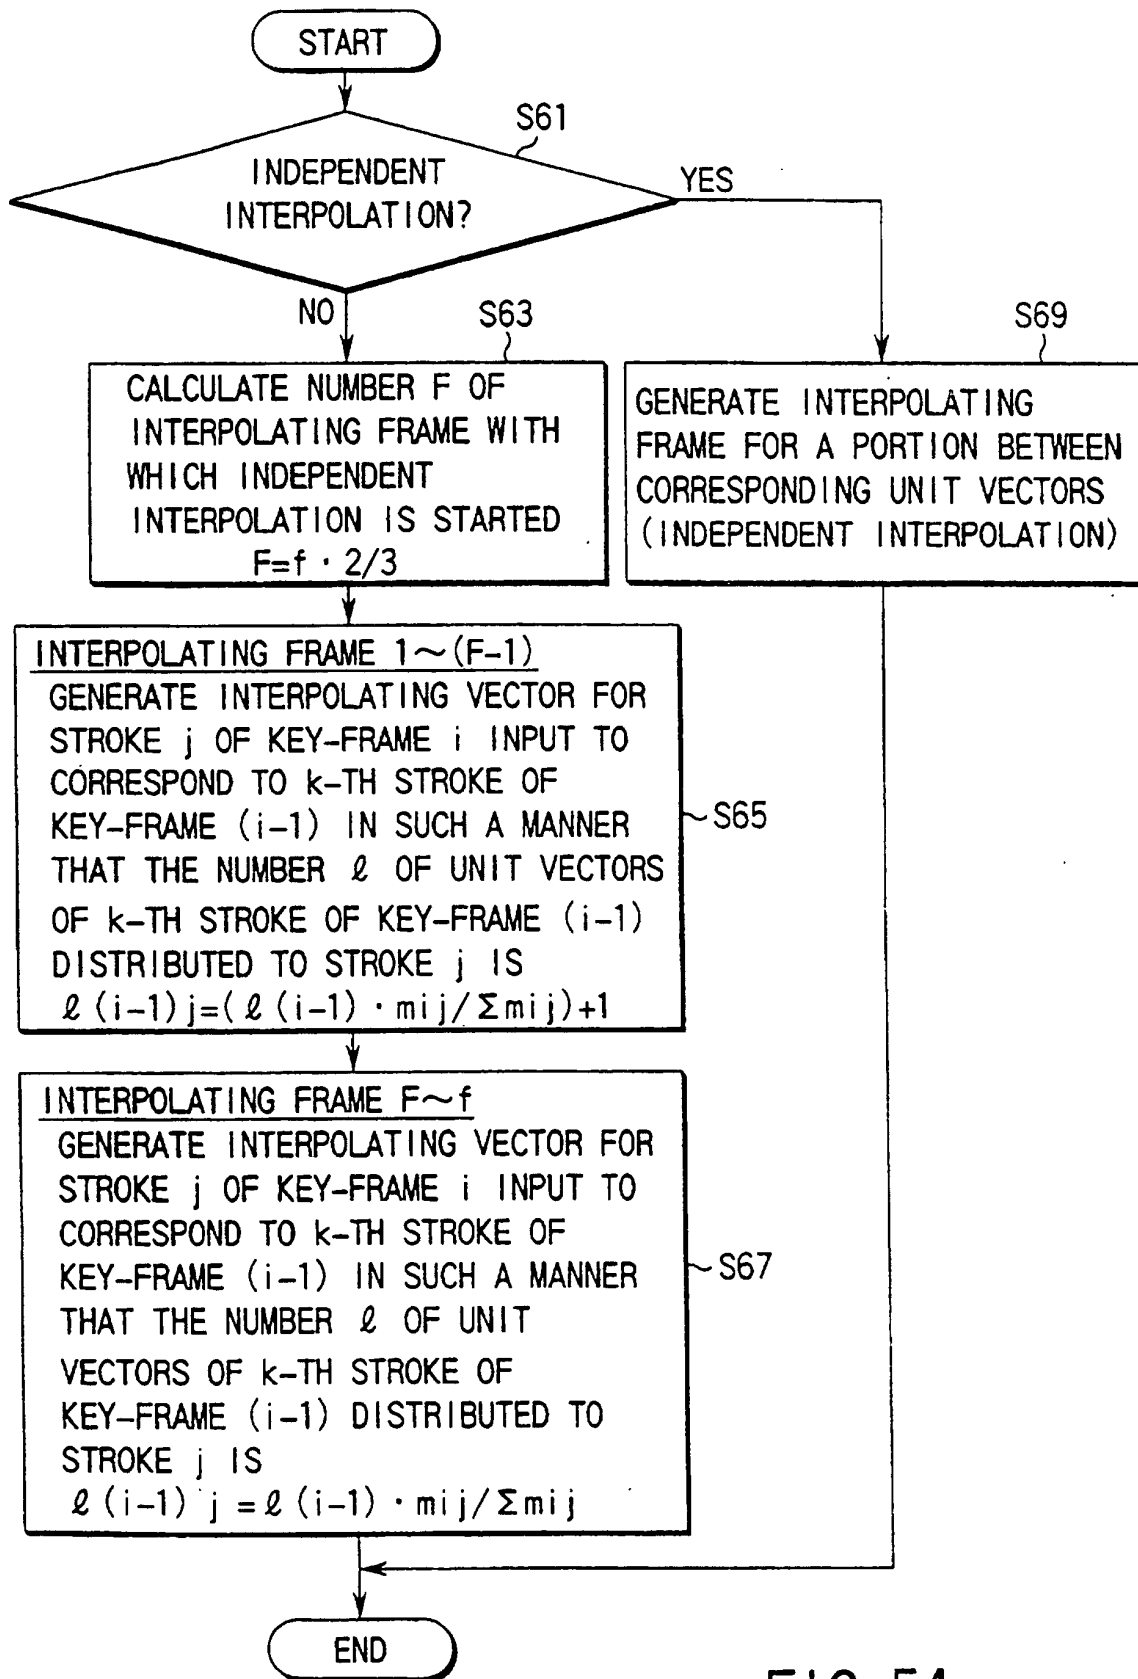 START
S61
INDEPENDENT
INTERPOLATION?
YES
NO
S63
CALCULATE NUMBER F OF
INTERPOLATING FRAME WITH
WHICH INDEPENDENT
INTERPOLATION IS STARTED
F=f · 2/3
S69
GENERATE INTERPOLATING
FRAME FOR A PORTION BETWEEN
CORRESPONDING UNIT VECTORS
(INDEPENDENT INTERPOLATION)
INTERPOLATING FRAME 1~(F-1)
GENERATE INTERPOLATING VECTOR FOR
STROKE j OF KEY-FRAME i INPUT TO
CORRESPOND TO k-TH STROKE OF
KEY-FRAME (i-1) IN SUCH A MANNER
THAT THE NUMBER ℓ OF UNIT VECTORS
OF k-TH STROKE OF KEY-FRAME (i-1)
DISTRIBUTED TO STROKE j IS
ℓ(i-1)j=(ℓ(i-1) · mij/Σmij)+1
S65
INTERPOLATING FRAME F~f
GENERATE INTERPOLATING VECTOR FOR
STROKE j OF KEY-FRAME i INPUT TO
CORRESPOND TO k-TH STROKE OF
KEY-FRAME (i-1) IN SUCH A MANNER
THAT THE NUMBER ℓ OF UNIT
VECTORS OF k-TH STROKE OF
KEY-FRAME (i-1) DISTRIBUTED TO
STROKE j IS
ℓ(i-1)j=ℓ(i-1) · mij/Σmij
S67
END